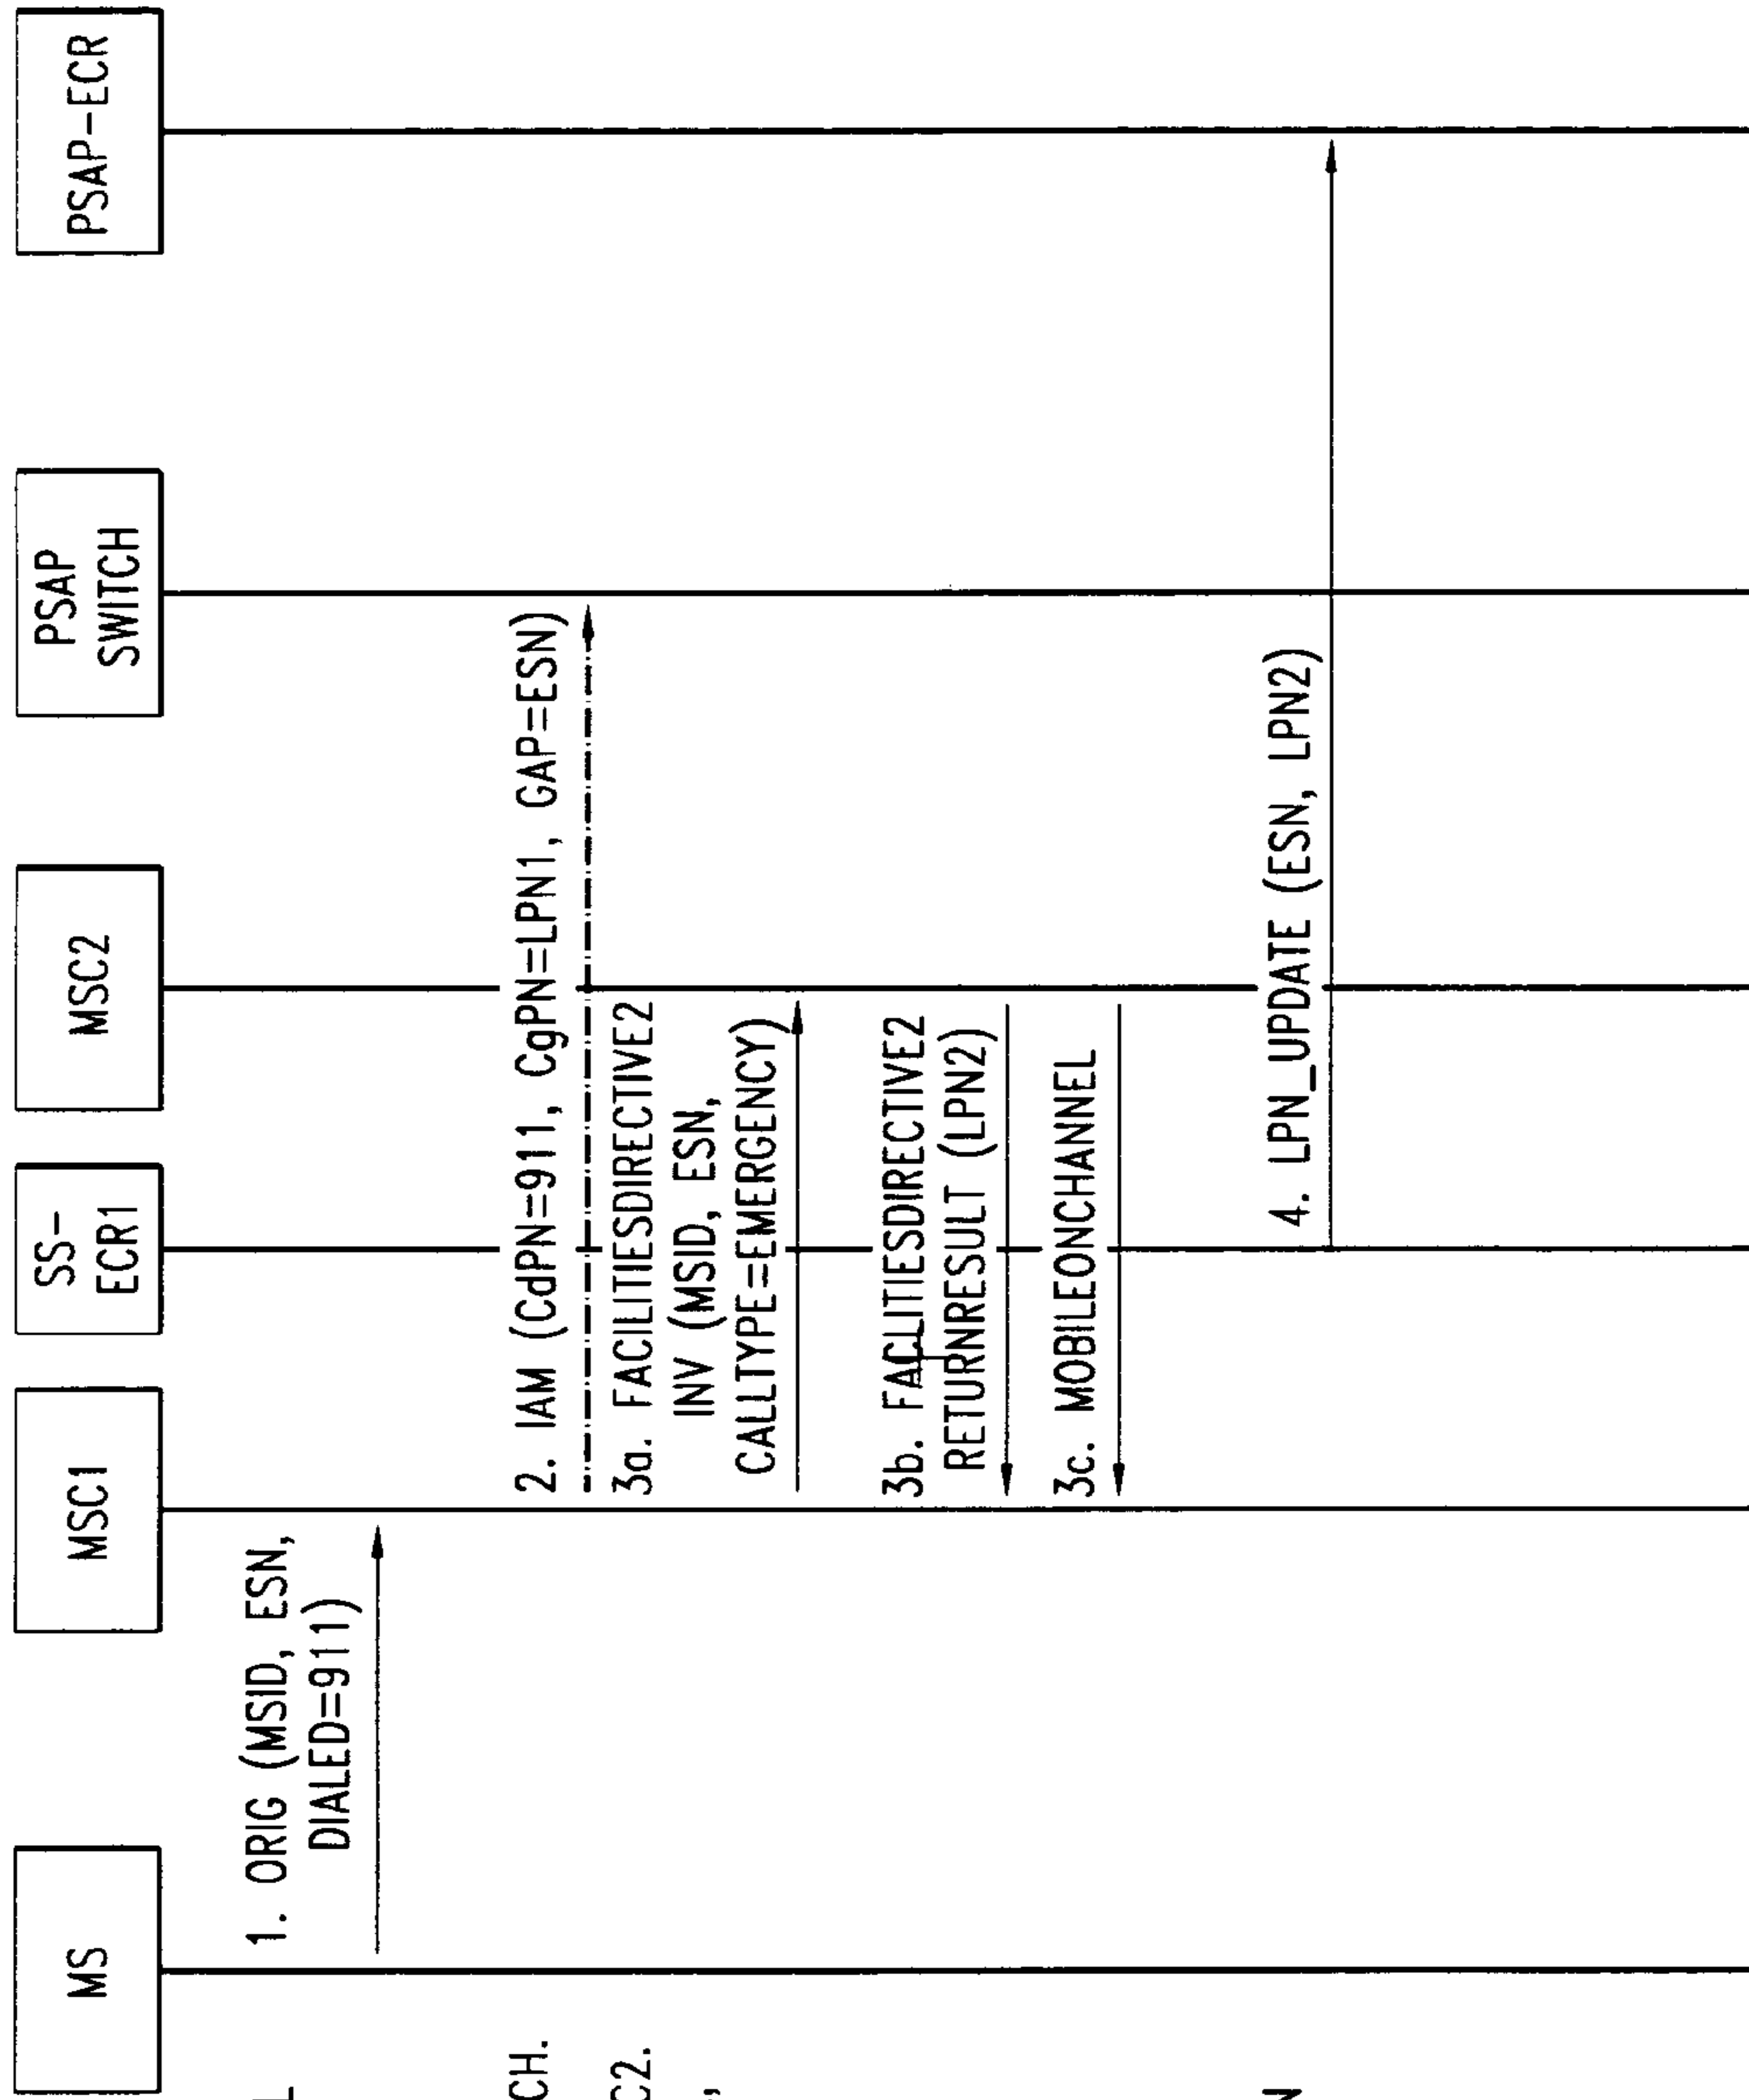 MS
MSC1
SS-
ECR1
MSC2
PSAP
SWITCH
PSAP-ECR
1. ORIG (MSID, ESN,
DIALED=911)
2. IAM (CdPN=911, CgPN=LPN1, GAP=ESN)
3a. FACILITIESDIRECTIVE2
INV (MSID, ESN,
CALLTYPE=EMERGENCY)
3b. FACILITIESDIRECTIVE2
RETURNRESULT (LPN2)
3c. MOBILEONCHANNEL
4. LPN_UPDATE (ESN, LPN2)
L
CH.
C2.
,
N